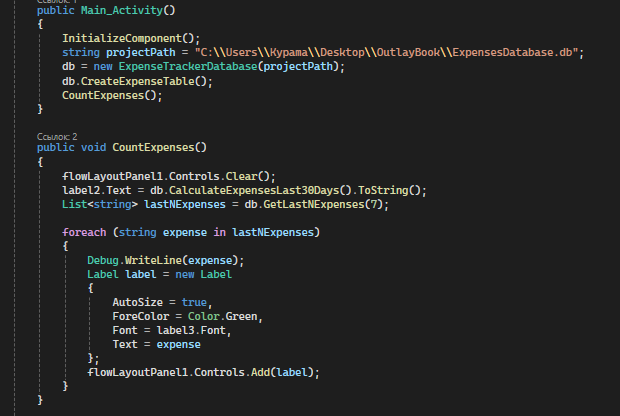 Ссылок: 1
public Main_Activity()
{
InitializeComponent();
string projectPath = "C:\\Users\\Kypama\\Desktop\\OutlayBook\\ExpensesDatabase.db";
db = new ExpenseTrackerDatabase(projectPath);
db.CreateExpenseTable();
CountExpenses();
}
Ссылок: 2
public void CountExpenses()
{
flowLayoutPanel1.Controls.Clear();
label2.Text = db.CalculateExpensesLast30Days().ToString();
List<string> lastNExpenses = db.GetLastNExpenses(7);
foreach (string expense in lastNExpenses)
{
Debug.WriteLine(expense);
Label label = new Label
{
AutoSize = true,
ForeColor = Color.Green,
Font = label3.Font,
Text = expense
};
flowLayoutPanel1.Controls.Add(label);
}
}